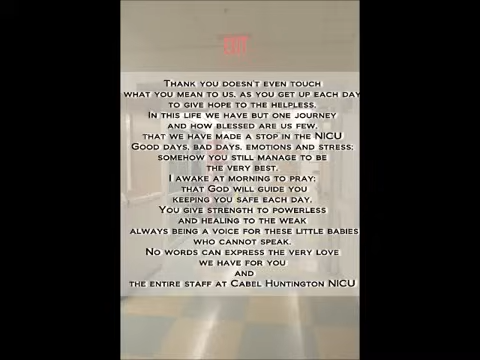 EXIT
Thank you doesn't even touch
what you mean to us, as you get up each day
to give hope to the helpless.
In this life we have but one journey
and how blessed are us few,
that we have made a stop in the NICU
Good days, bad days, emotions and stress;
somehow you still manage to be
the very best.
I awake at morning to pray;
that God will guide you
keeping you safe each day.
You give strength to powerless
and healing to the weak
always being a voice for these little babies
who cannot speak.
No words can express the very love
we have for you
and
the entire staff at Cabel Huntington NICU